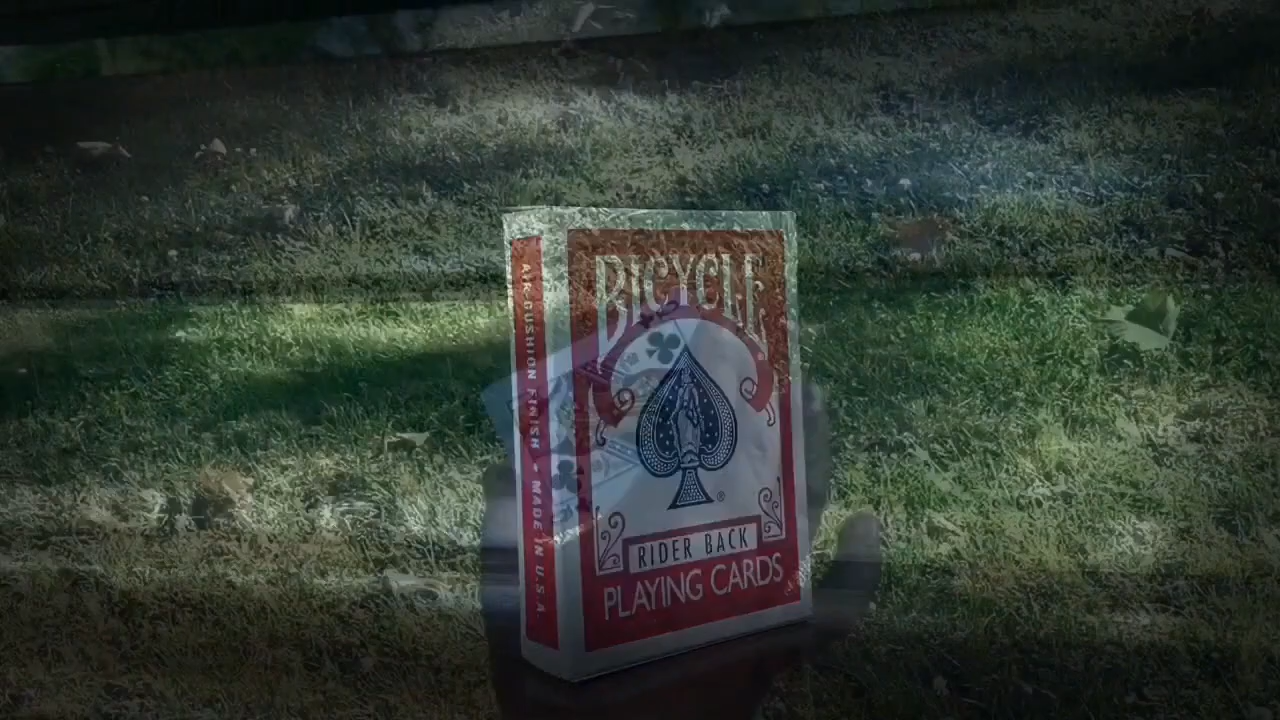 BICYCLE
RIDER BACK
PLAYING CARDS
AIR-CUSHION FINISH • MADE IN U.S.A.